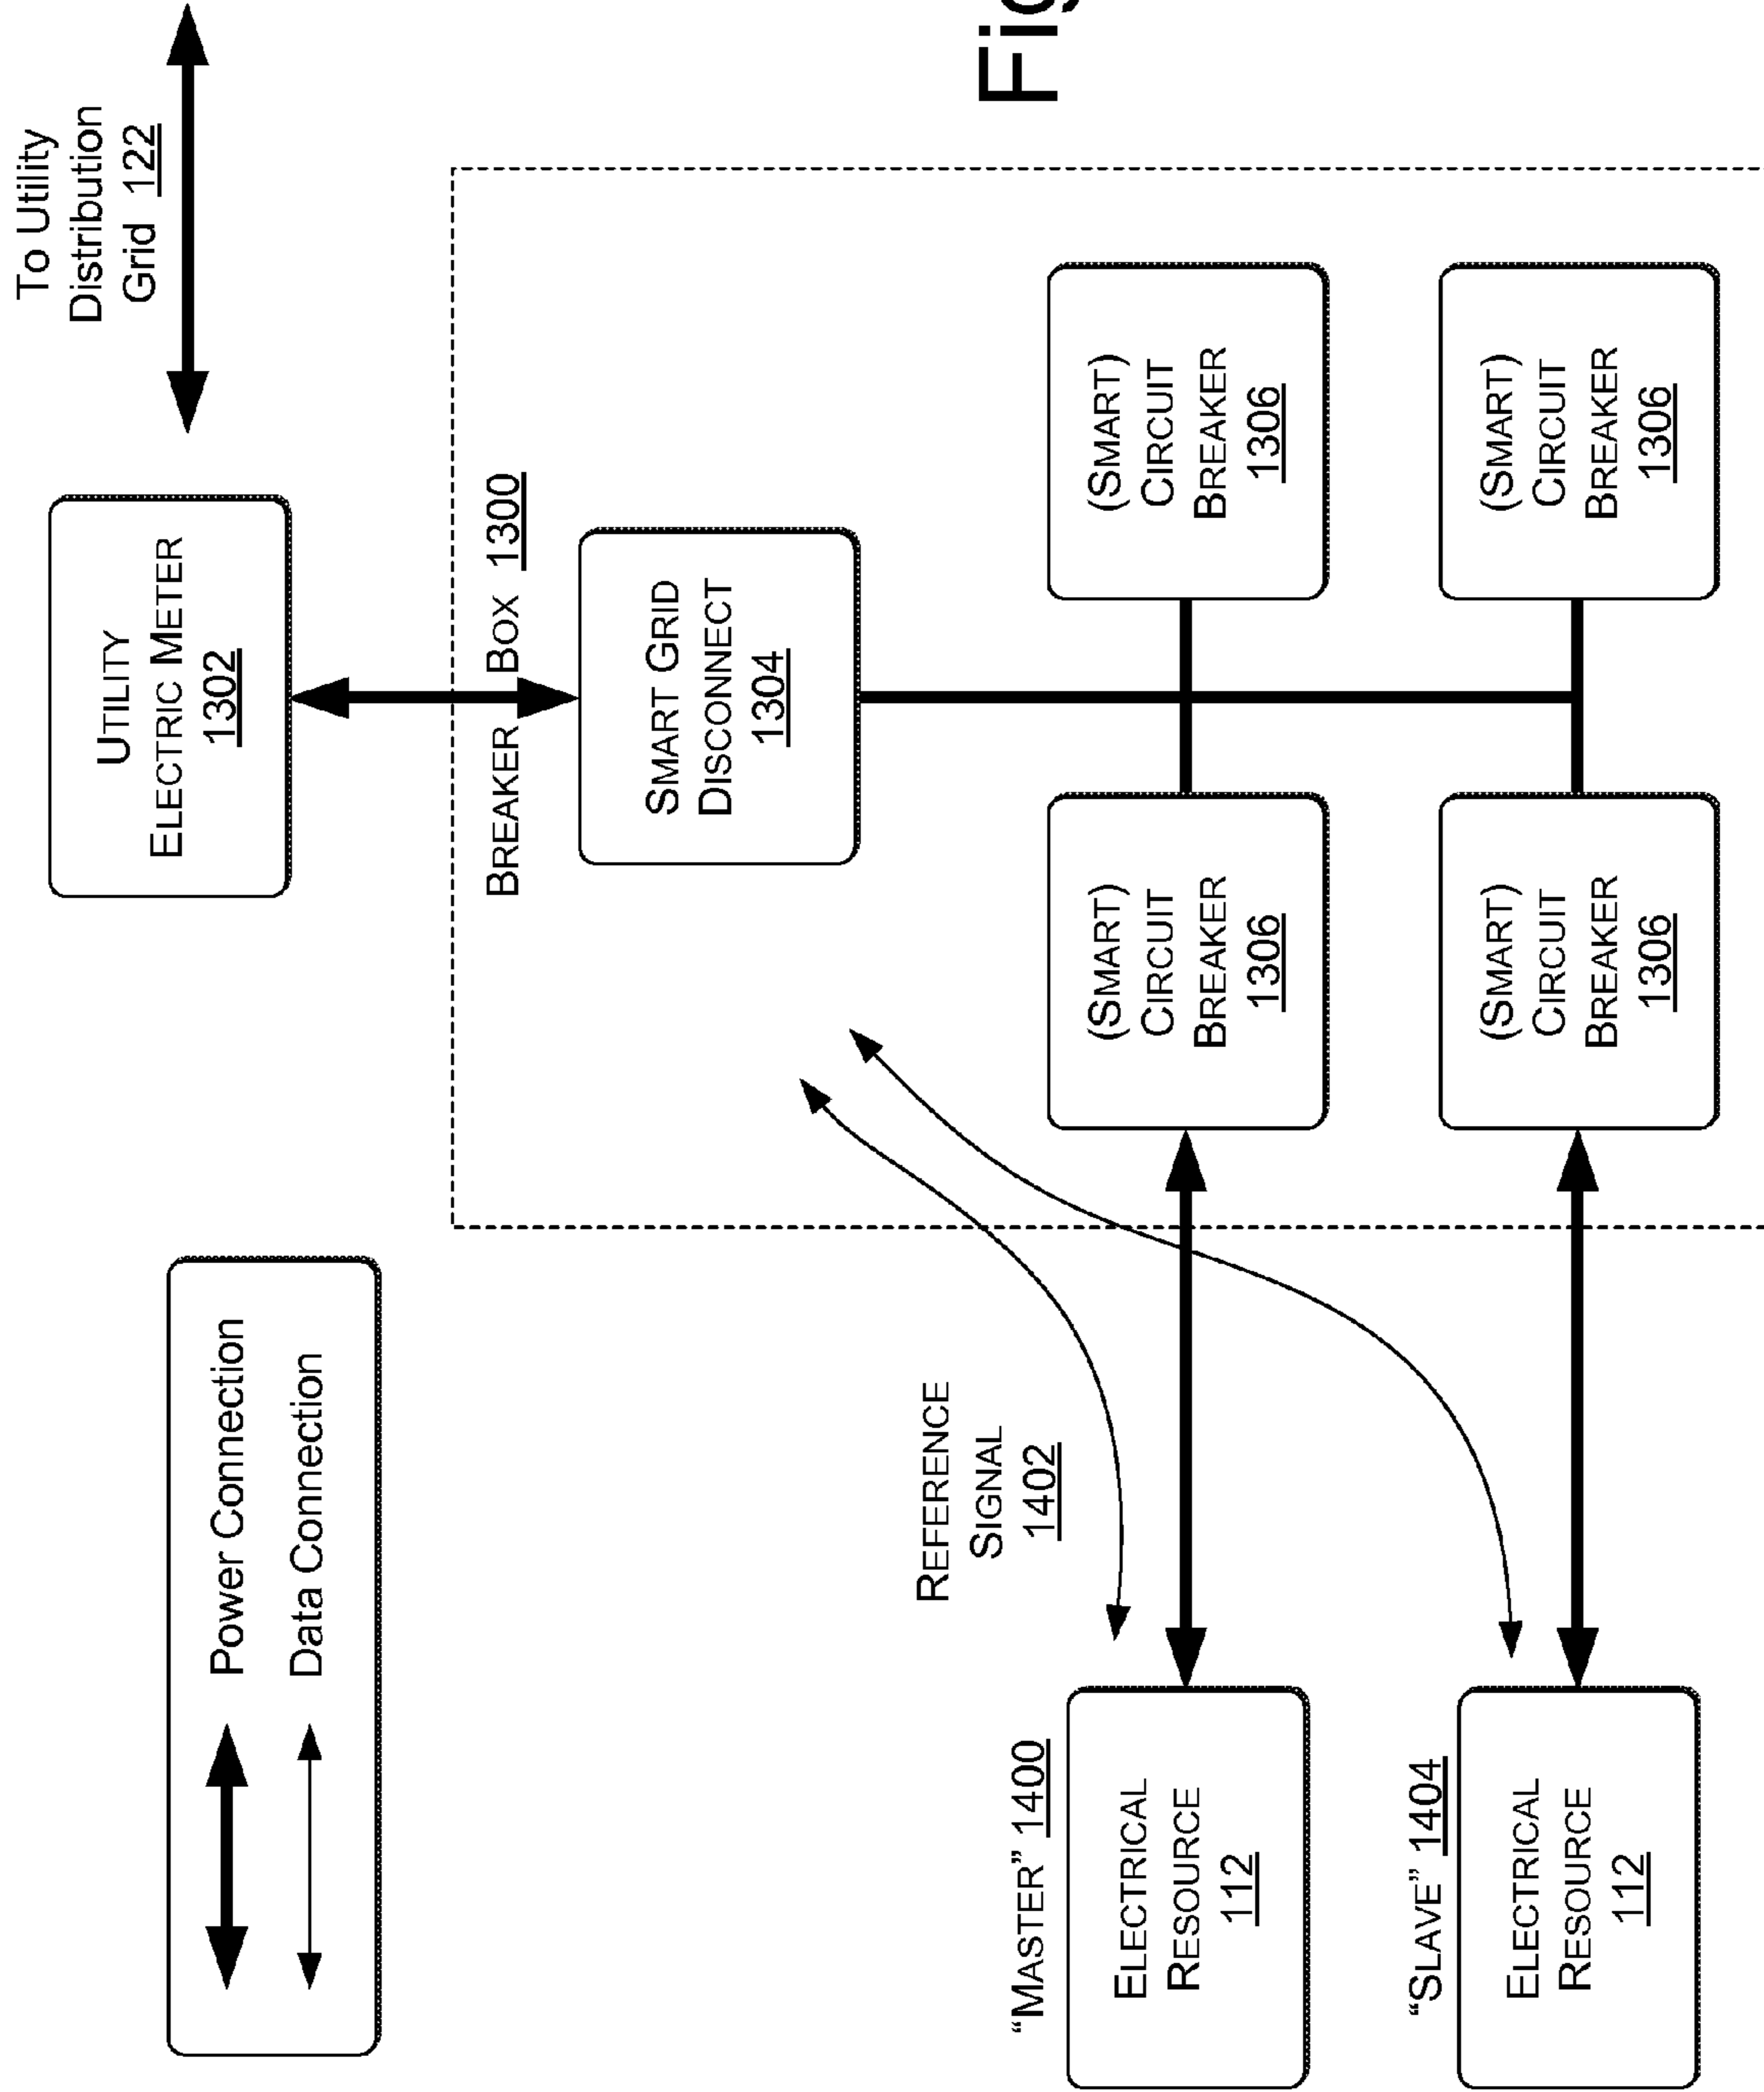 Power Connection
Data Connection
To Utility
Distribution
Grid 122
UTILITY
ELECTRIC METER
1302
BREAKER BOX 1300
SMART GRID
DISCONNECT
1304
REFERENCE
SIGNAL
1402
"MASTER" 1400
ELECTRICAL
RESOURCE
112
(SMART)
CIRCUIT
BREAKER
1306
(SMART)
CIRCUIT
BREAKER
1306
"SLAVE" 1404
ELECTRICAL
RESOURCE
112
(SMART)
CIRCUIT
BREAKER
1306
(SMART)
CIRCUIT
BREAKER
1306